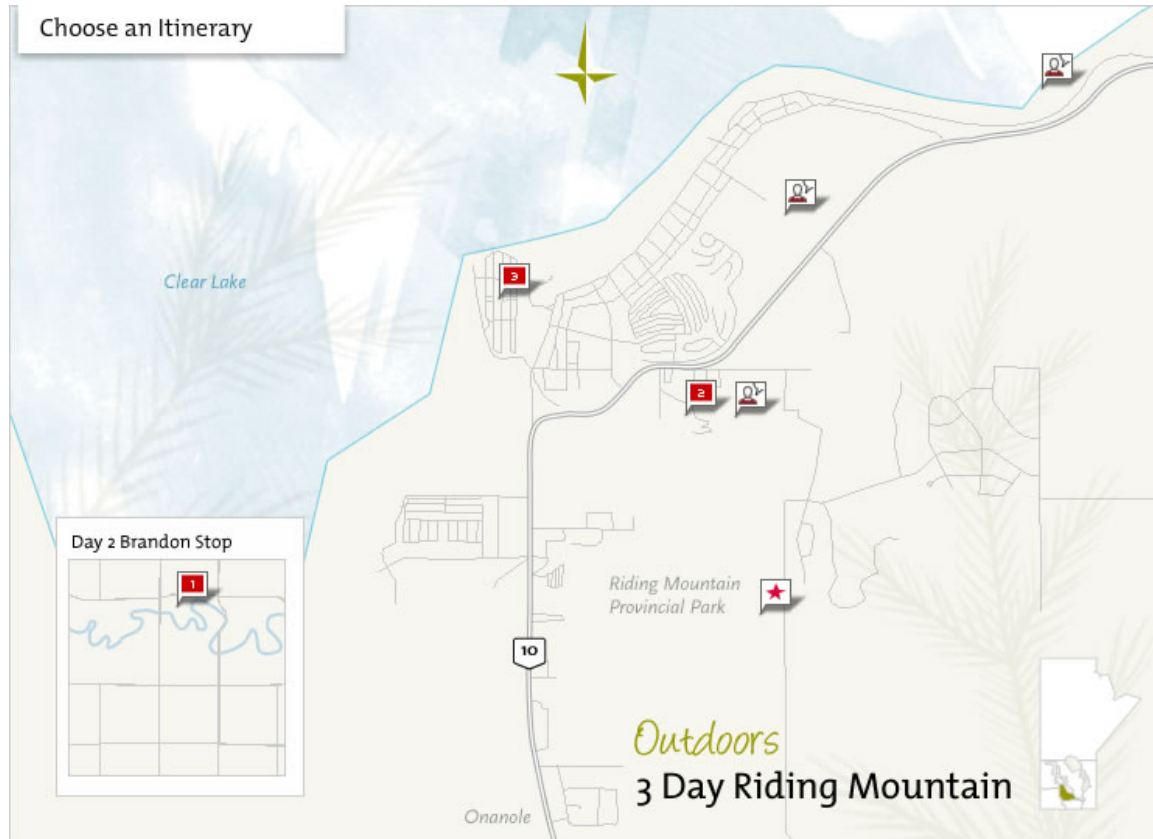 Choose an Itinerary
Clear Lake
3
2
Day 2 Brandon Stop
1
Riding Mountain
Provincial Park
10
Outdoors
3 Day Riding Mountain
Onanole